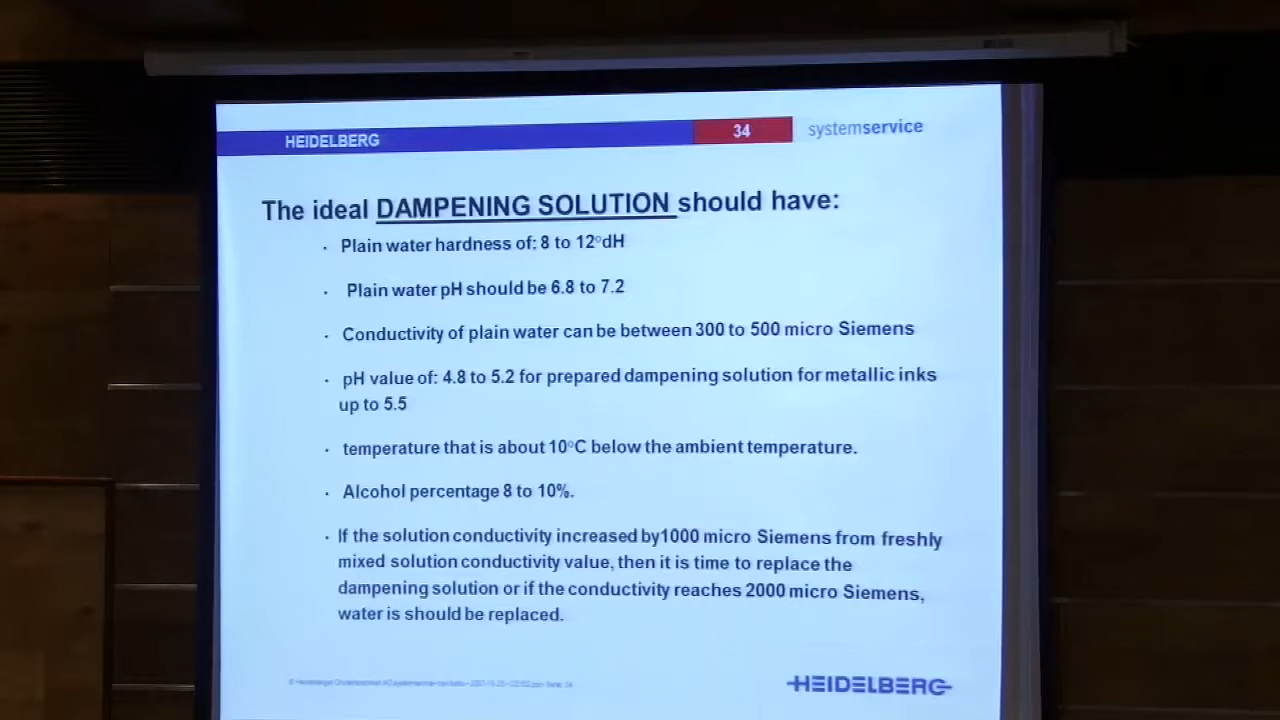 HEIDELBERG
34
systemservice
The ideal DAMPENING SOLUTION should have:
· Plain water hardness of: 8 to 12°dH
· Plain water pH should be 6.8 to 7.2
· Conductivity of plain water can be between 300 to 500 micro Siemens
· pH value of: 4.8 to 5.2 for prepared dampening solution for metallic inks
up to 5.5
· temperature that is about 10°C below the ambient temperature.
· Alcohol percentage 8 to 10%.
· If the solution conductivity increased by1000 micro Siemens from freshly
mixed solution conductivity value, then it is time to replace the
dampening solution or if the conductivity reaches 2000 micro Siemens,
water is should be replaced.
HEIDELBERG